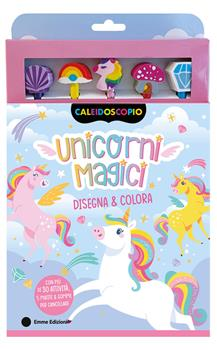 CALEIDOSCOPIO
UNICORNI
MAGICI
DISEGNA & COLORA
CON PIÙ
DI 30 ATTIVITÀ,
5 MATITE & GOMME
PER CANCELLARE!
Emme Edizioni